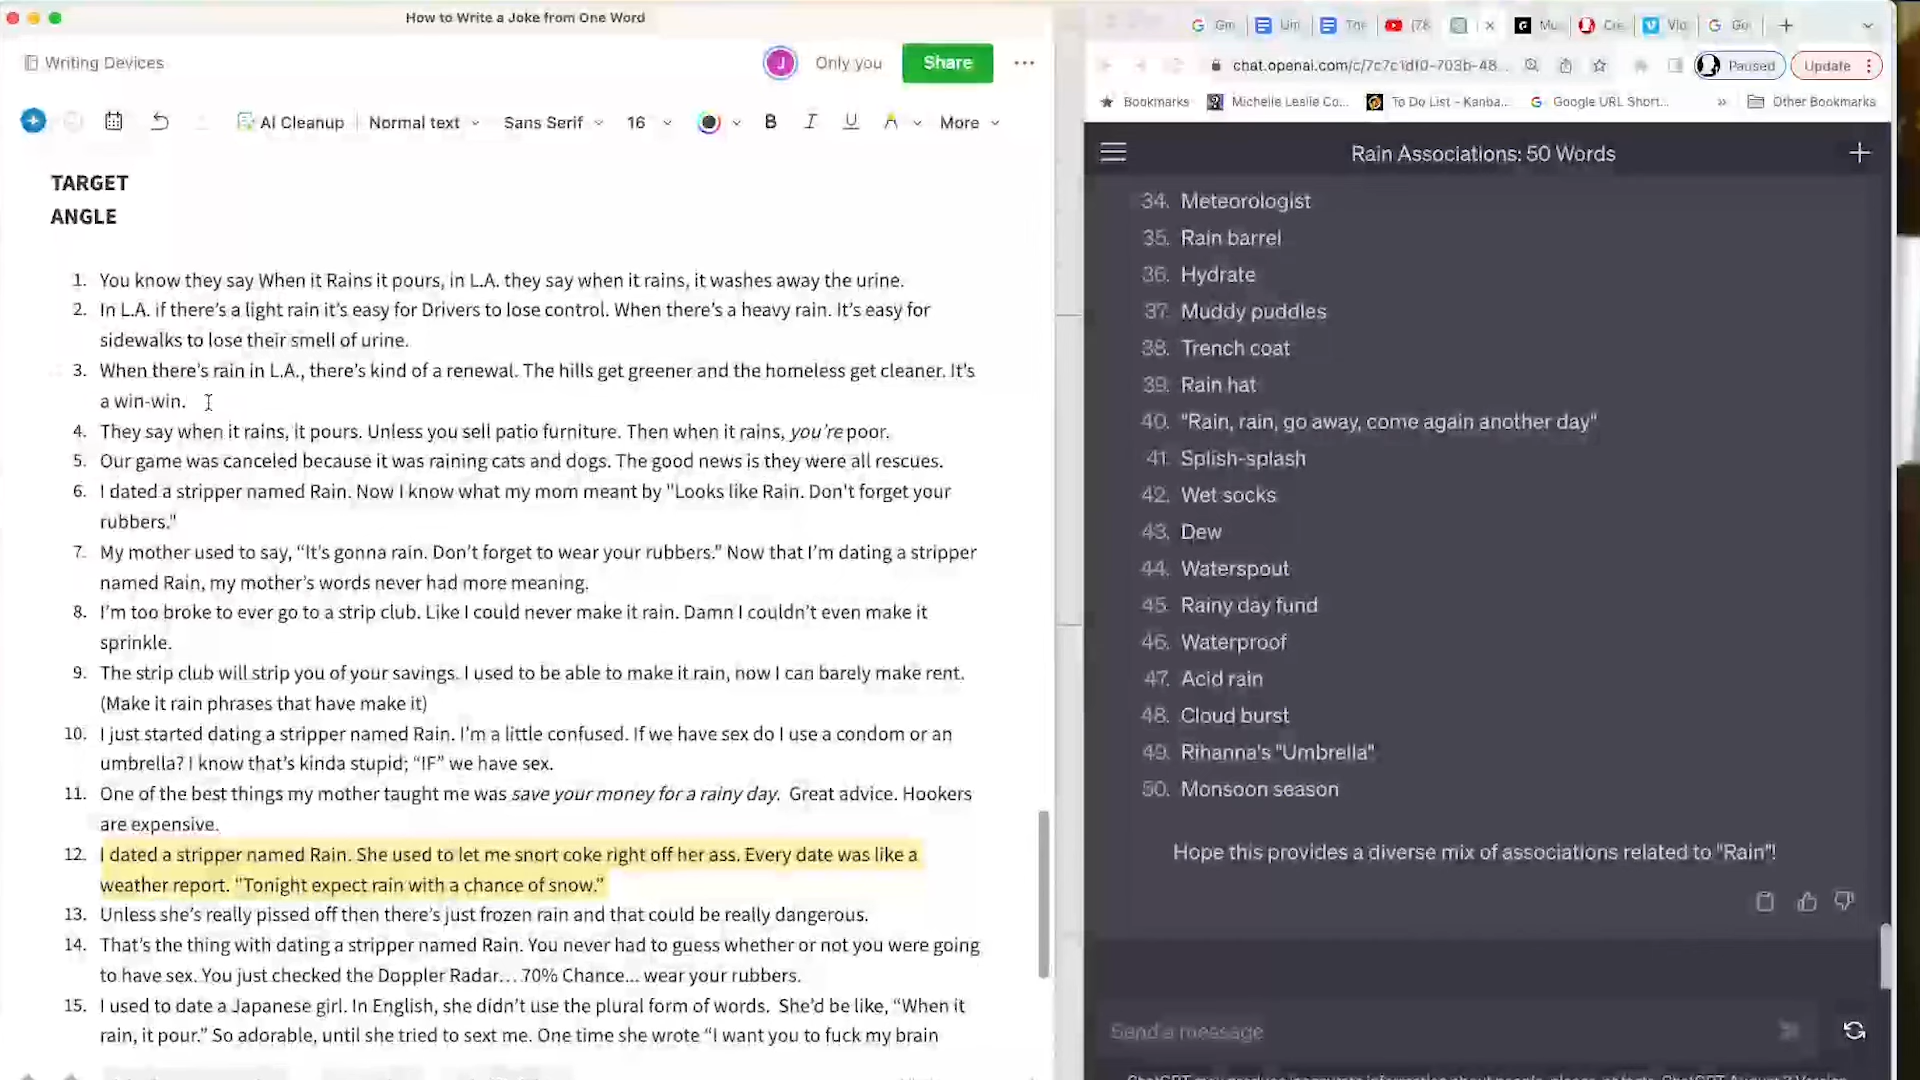 How to Write a Joke from One Word
Writing Devices
J
Only you
Share
AI Cleanup
Normal text
Sans Serif
16
B
I
U
A
More
TARGET
ANGLE
1. You know they say When it Rains it pours, in L.A. they say when it rains, it washes away the urine.
2. In L.A. if there's a light rain it's easy for Drivers to lose control. When there's a heavy rain. It's easy for
sidewalks to lose their smell of urine.
3. When there's rain in L.A., there's kind of a renewal. The hills get greener and the homeless get cleaner. It's
a win-win.
4. They say when it rains, it pours. Unless you sell patio furniture. Then when it rains, you're poor.
5. Our game was canceled because it was raining cats and dogs. The good news is they were all rescues.
6. I dated a stripper named Rain. Now I know what my mom meant by "Looks like Rain. Don't forget your
rubbers."
7. My mother used to say, “It's gonna rain. Don't forget to wear your rubbers.” Now that I'm dating a stripper
named Rain, my mother's words never had more meaning.
8. I'm too broke to ever go to a strip club. Like I could never make it rain. Damn I couldn't even make it
sprinkle.
9. The strip club will strip you of your savings. I used to be able to make it rain, now I can barely make rent.
(Make it rain phrases that have make it)
10. I just started dating a stripper named Rain. I'm a little confused. If we have sex do I use a condom or an
umbrella? I know that's kinda stupid; “IF” we have sex.
11. One of the best things my mother taught me was save your money for a rainy day. Great advice. Hookers
are expensive.
12. I dated a stripper named Rain. She used to let me snort coke right off her ass. Every date was like a
weather report. “Tonight expect rain with a chance of snow.”
13. Unless she's really pissed off then there's just frozen rain and that could be really dangerous.
14. That's the thing with dating a stripper named Rain. You never had to guess whether or not you were going
to have sex. You just checked the Doppler Radar... 70% Chance... wear your rubbers.
15. I used to date a Japanese girl. In English, she didn't use the plural form of words. She'd be like, “When it
rain, it pour.” So adorable, until she tried to sext me. One time she wrote “I want you to fuck my brain
Gm
The
(78
Mu
Cre
Go
chat.openai.com/c/7c7c1df0-703b-48...
Paused
Update
Bookmarks
Michelle Leslie Co...
To Do List - Kanba...
Google URL Short...
»
Other Bookmarks
Rain Associations: 50 Words
34. Meteorologist
35. Rain barrel
36. Hydrate
37. Muddy puddles
38. Trench coat
39. Rain hat
40. "Rain, rain, go away, come again another day"
41. Splish-splash
42. Wet socks
43. Dew
44. Waterspout
45. Rainy day fund
46. Waterproof
47. Acid rain
48. Cloud burst
49. Rihanna's "Umbrella"
50. Monsoon season
Hope this provides a diverse mix of associations related to "Rain"!
Send a message